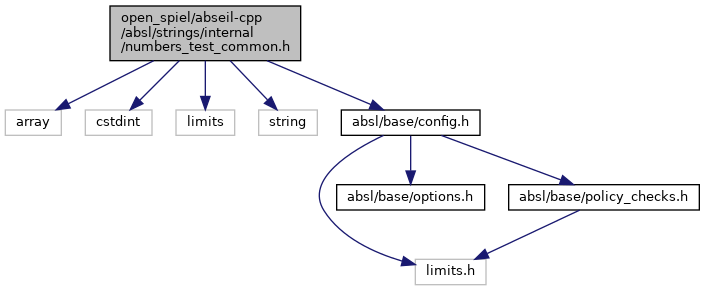 open_spiel/abseil-cpp
/absl/strings/internal
/numbers_test_common.h
array
cstdint
limits
string
absl/base/config.h
absl/base/options.h
absl/base/policy_checks.h
limits.h